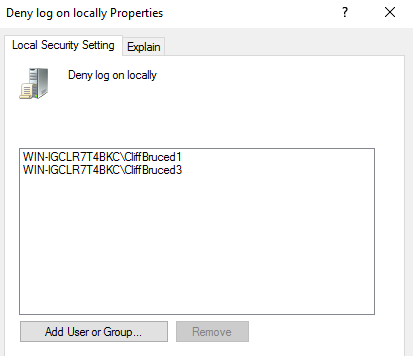 Deny log on locally Properties
?
Local Security Setting
Explain
Deny log on locally
WIN-IGCLR7T4BKC\CliffBruced1
WIN-IGCLR7T4BKC\CliffBruced3
Add User or Group...
Remove